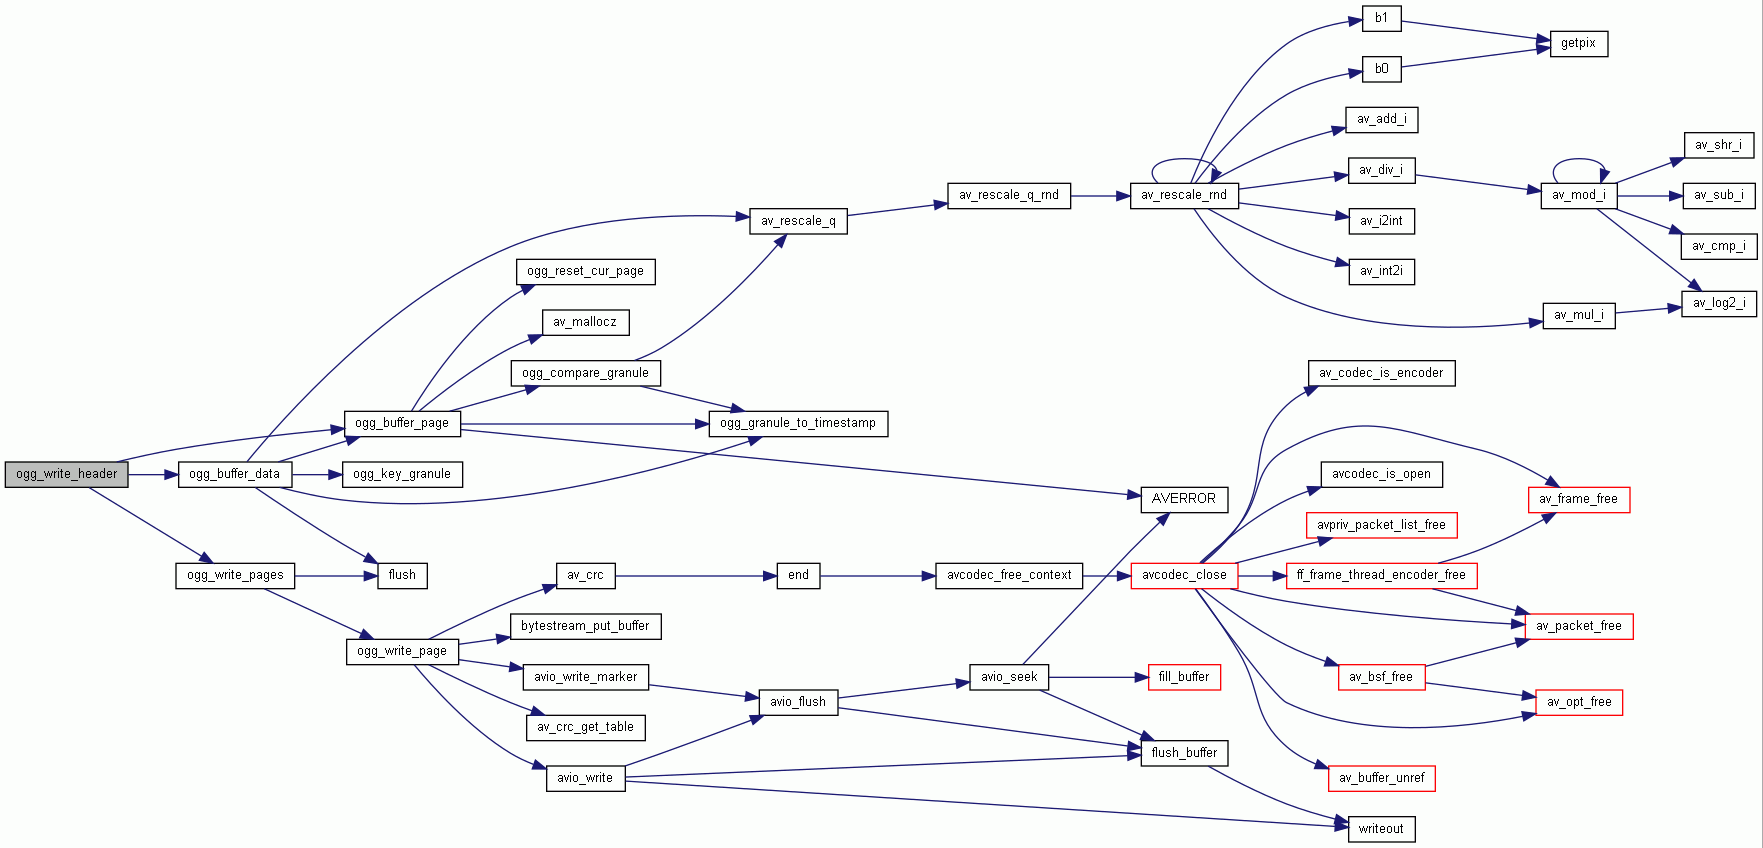 b1
getpix
b0
av_add_i
av_shr_i
av_div_i
av_rescale_q_rnd
av_rescale_rnd
av_mod_i
av_sub_i
av_rescale_q
av_i2int
av_cmp_i
ogg_reset_cur_page
av_int2i
av_log2_i
av_mallocz
av_mul_i
ogg_compare_granule
av_codec_is_encoder
ogg_buffer_page
ogg_granule_to_timestamp
ogg_write_header
ogg_buffer_data
ogg_key_granule
avcodec_is_open
AVERROR
av_frame_free
avpriv_packet_list_free
ogg_write_pages
flush
av_crc
end
avcodec_free_context
avcodec_close
ff_frame_thread_encoder_free
bytestream_put_buffer
av_packet_free
ogg_write_page
avio_write_marker
avio_seek
fill_buffer
av_bsf_free
avio_flush
av_opt_free
av_crc_get_table
flush_buffer
avio_write
av_buffer_unref
writeout